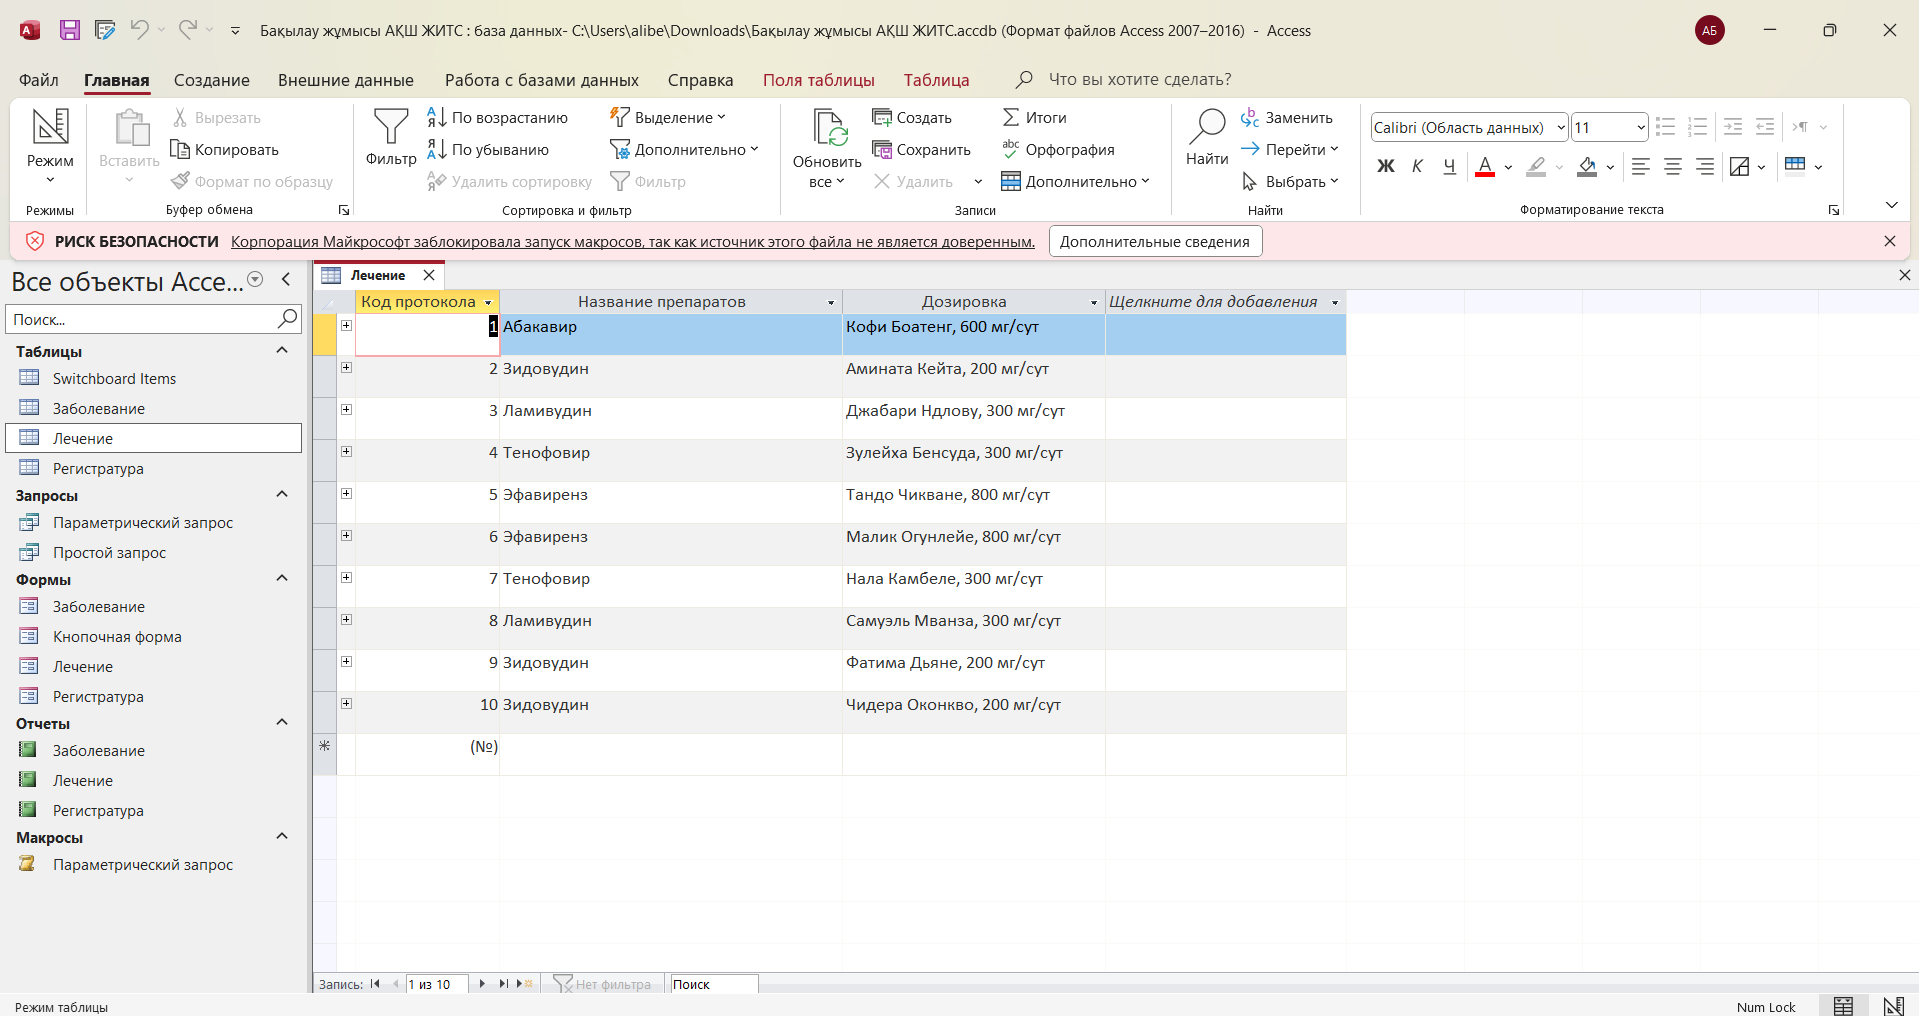 Бақылау жұмысы АҚШ ЖИТС : база данных- C:\Users\alibe\Downloads\Бақылау жұмысы АҚШ ЖИТС.accdb (Формат файлов Access 2007–2016) - Access
АБ
Файл Главная Создание Внешние данные Работа с базами данных Справка Поля таблицы Таблица Что вы хотите сделать?
Режим
Режимы
Вставить
Вырезать
Копировать
Формат по образцу
Буфер обмена
Фильтр
По возрастанию
По убыванию
Удалить сортировку
Выделение
Дополнительно
Фильтр
Сортировка и фильтр
Обновить
все
Создать
Сохранить
Удалить
Итоги
Орфография
Дополнительно
Записи
Найти
Заменить
Перейти
Выбрать
Найти
Calibri (Область данных) 11
Ж К Ч А
Форматирование текста
РИСК БЕЗОПАСНОСТИ Корпорация Майкрософт заблокировала запуск макросов, так как источник этого файла не является доверенным. Дополнительные сведения
Все объекты Acce...
Поиск...
Таблицы
Switchboard Items
Заболевание
Лечение
Регистратура
Запросы
Параметрический запрос
Простой запрос
Формы
Заболевание
Кнопочная форма
Лечение
Регистратура
Отчеты
Заболевание
Лечение
Регистратура
Макросы
Параметрический запрос
Лечение
Код протокола Название препаратов Дозировка Щелкните для добавления
1 Абакавир Кофи Боатенг, 600 мг/сут
2 Зидовудин Амината Кейта, 200 мг/сут
3 Ламивудин Джабари Ндлову, 300 мг/сут
4 Тенофовир Зулейха Бенсуда, 300 мг/сут
5 Эфавиренз Тандо Чикване, 800 мг/сут
6 Эфавиренз Малик Огунлейе, 800 мг/сут
7 Тенофовир Нала Камбеле, 300 мг/сут
8 Ламивудин Самуэль Мванза, 300 мг/сут
9 Зидовудин Фатима Дьяне, 200 мг/сут
10 Зидовудин Чидера Оконкво, 200 мг/сут
(№)
Запись: 1 из 10 Нет фильтра Поиск
Режим таблицы Num Lock